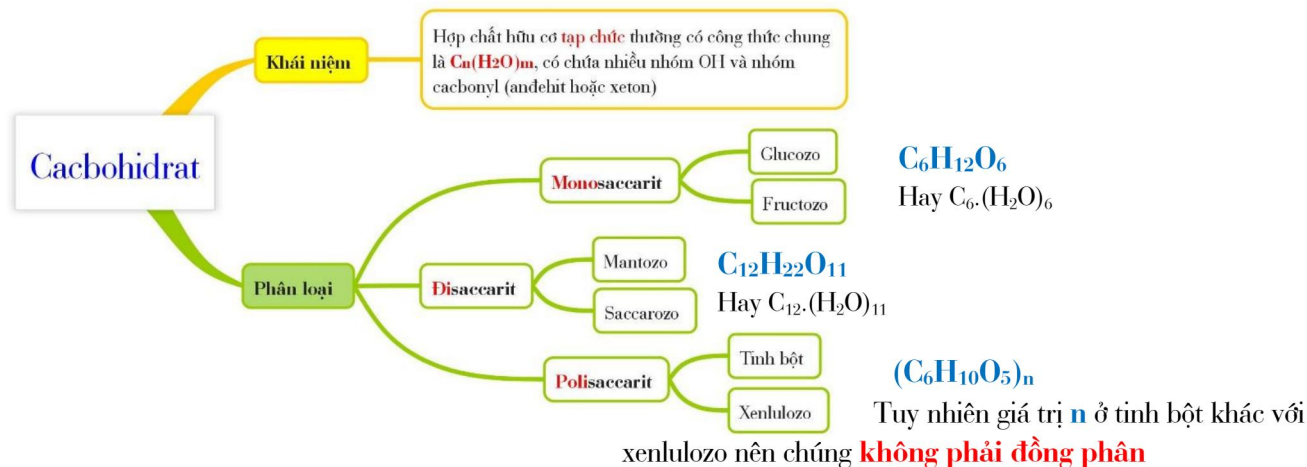 Khái niệm
Hợp chất hữu cơ tạp chức thường có công thức chung
là Cn(H2O)m, có chứa nhiều nhóm OH và nhóm
cacbonyl (anđehit hoặc xeton)
Cacbohidrat
Phân loại
Monosaccarit
Glucozo
Fructozo
C₆H₁₂O₆
Hay C₆.(H₂O)₆
Đisaccarit
Mantozo
Saccarozo
C₁₂H₂₂O₁₁
Hay C₁₂.(H₂O)₁₁
Polisaccarit
Tinh bột
Xenlulozo
(C₆H₁₀O₅)ₙ
Tuy nhiên giá trị n ở tinh bột khác với
xenlulozo nên chúng không phải đồng phân